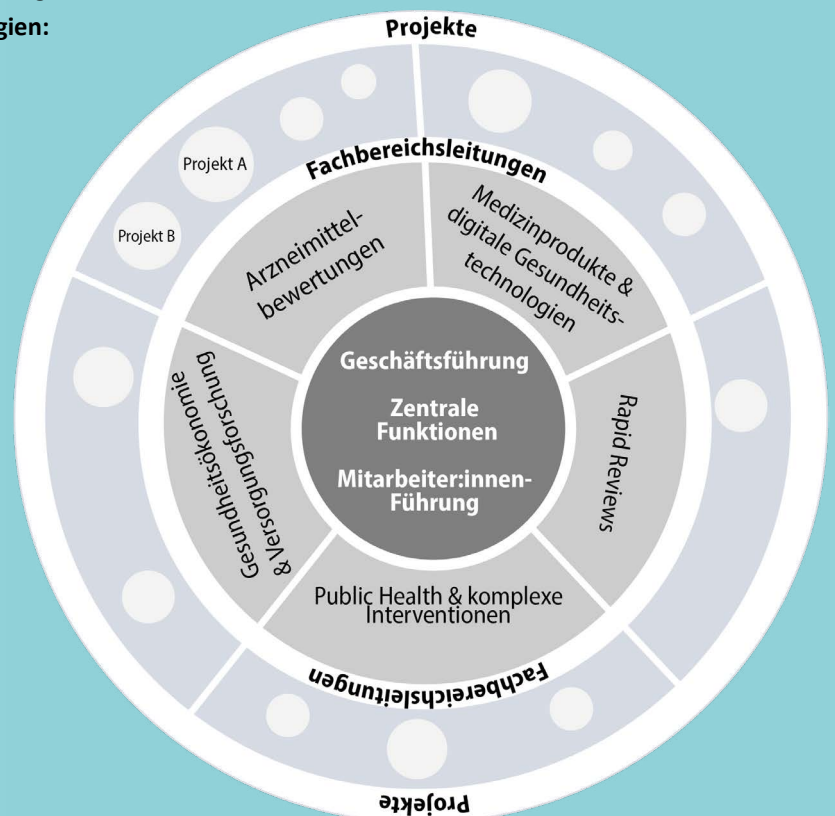 gien:
Projekte
Projekt A
Projekt B
Fachbereichsleitungen
Arzneimittel-
bewertungen
Medizinprodukte &
digitale Gesundheits-
technologien
Gesundheitsökonomie
& Versorgungsforschung
Geschäftsführung
Zentrale
Funktionen
Mitarbeiter:innen-
Führung
Rapid Reviews
Public Health & komplexe
Interventionen
Fachbereichsleitungen
Projekte